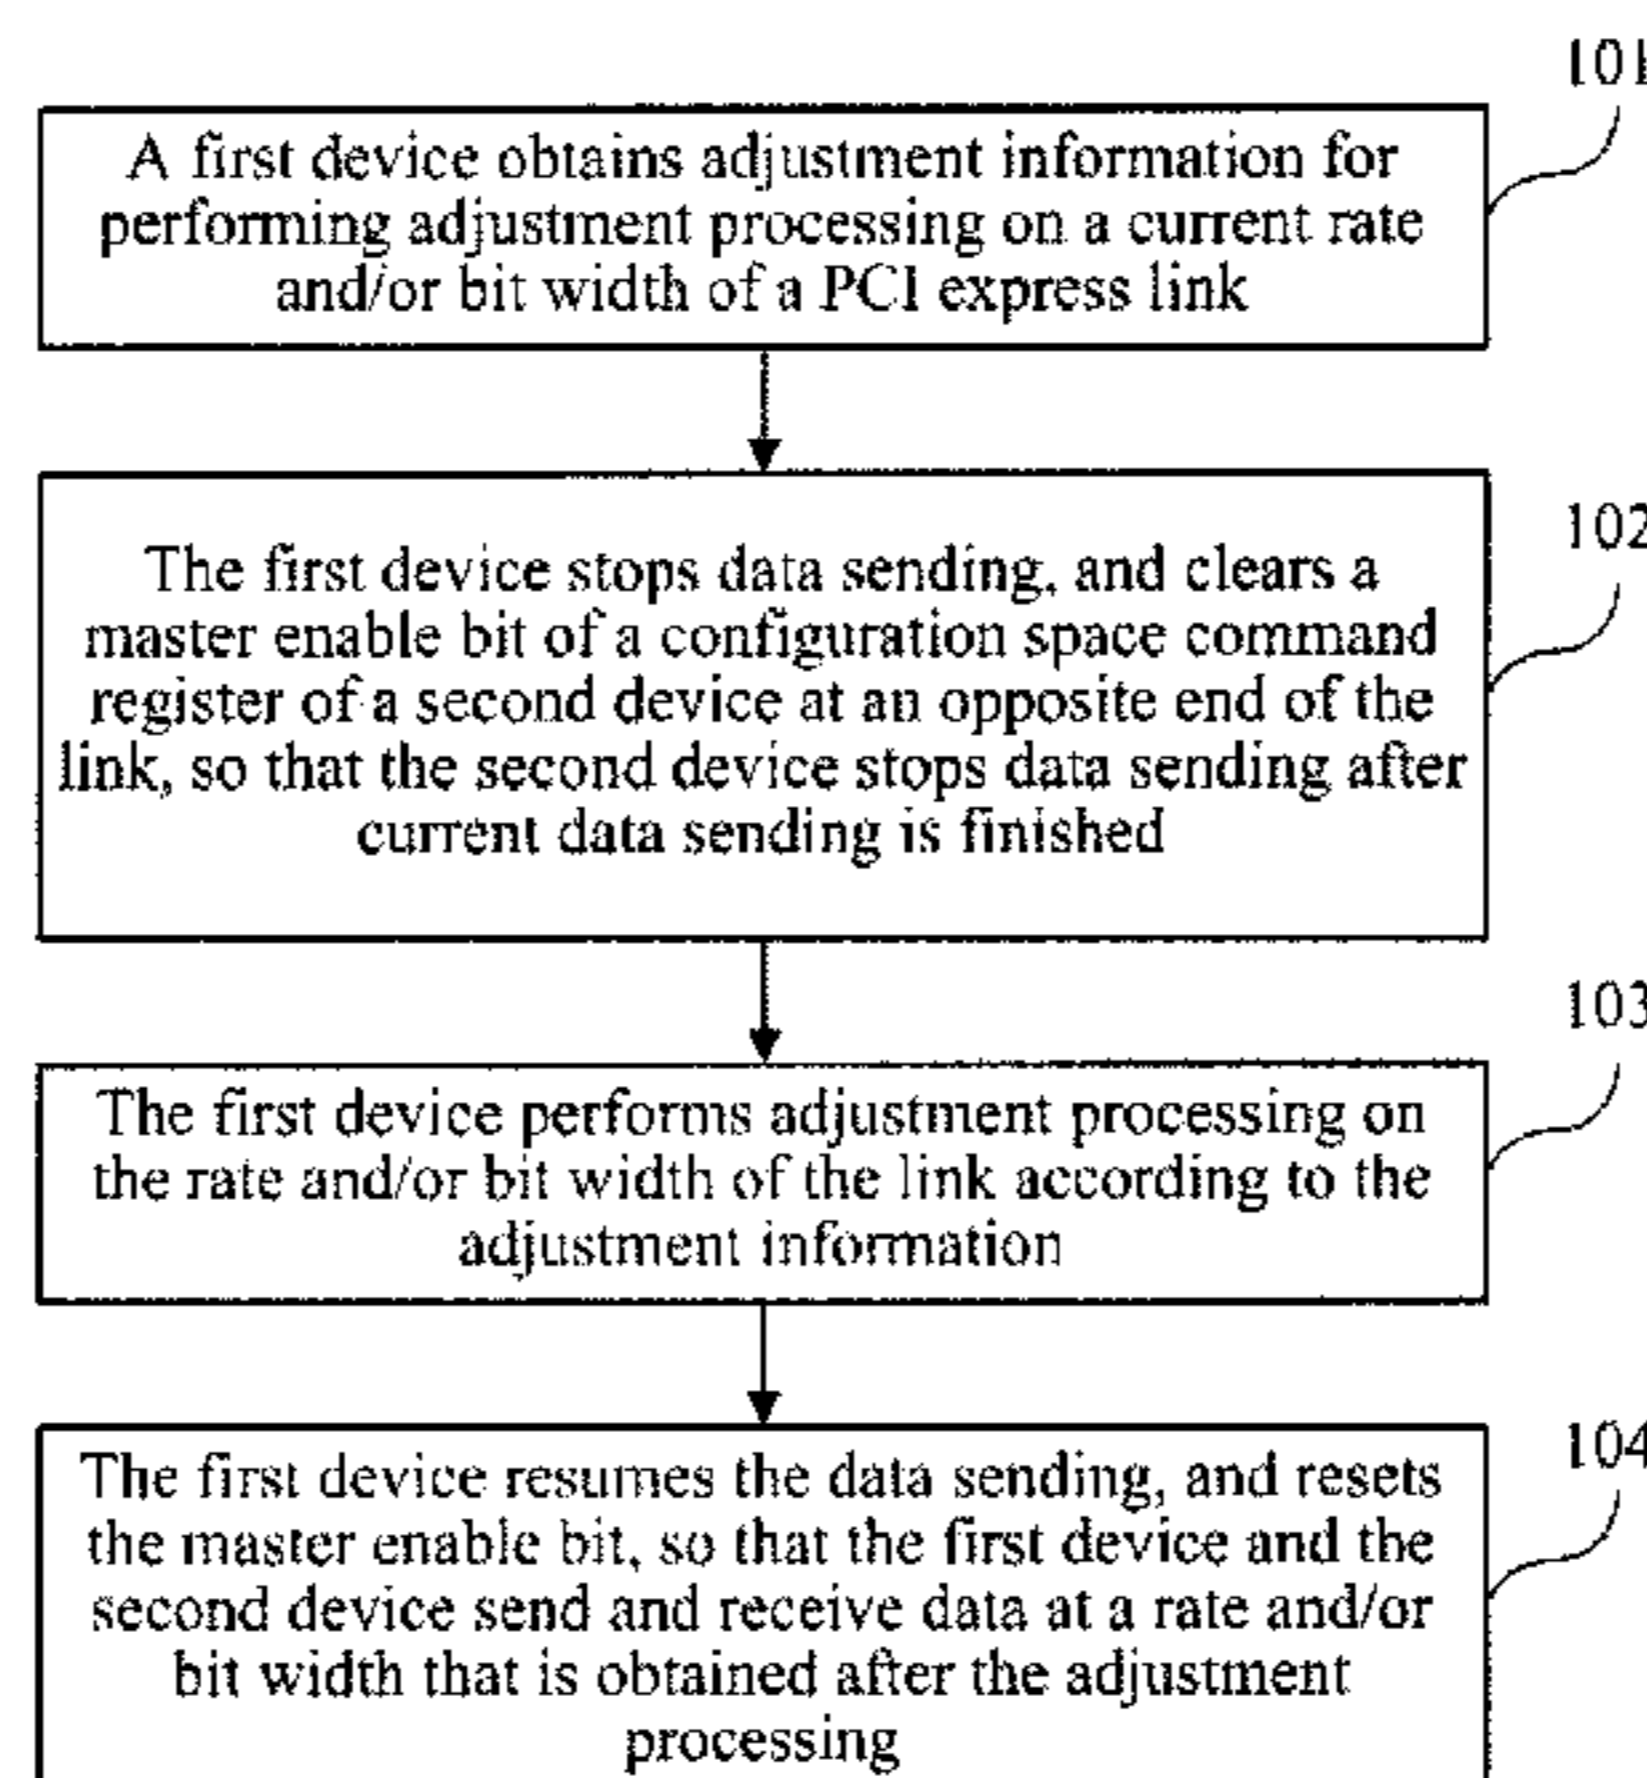 101
A first device obtains adjustment information for
performing adjustment processing on a current rate
and/or bit width of a PCI express link
102
The first device stops data sending, and clears a
master enable bit of a configuration space command
register of a second device at an opposite end of the
link, so that the second device stops data sending after
current data sending is finished
103
The first device performs adjustment processing on
the rate and/or bit width of the link according to the
adjustment information
104
The first device resumes the data sending, and resets
the master enable bit, so that the first device and the
second device send and receive data at a rate and/or
bit width that is obtained after the adjustment
processing